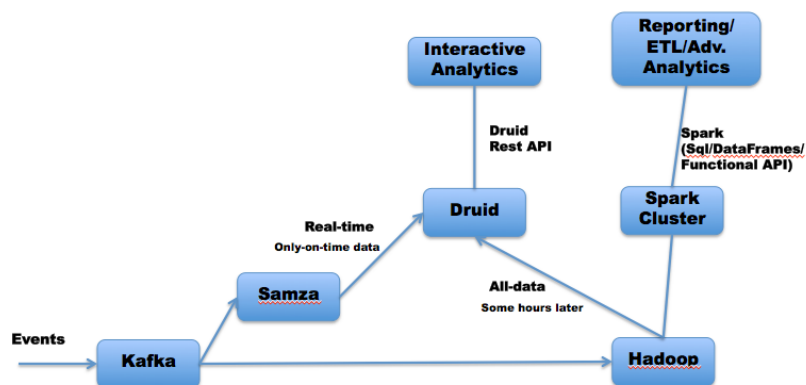 Interactive
Analytics
Reporting/
ETL/Adv.
Analytics
Druid
Rest API
Spark
(Sql/DataFrames/
Functional API)
Druid
Spark
Cluster
Real-time
Only-on-time data
Samza
All-data
Some hours later
Events
Kafka
Hadoop